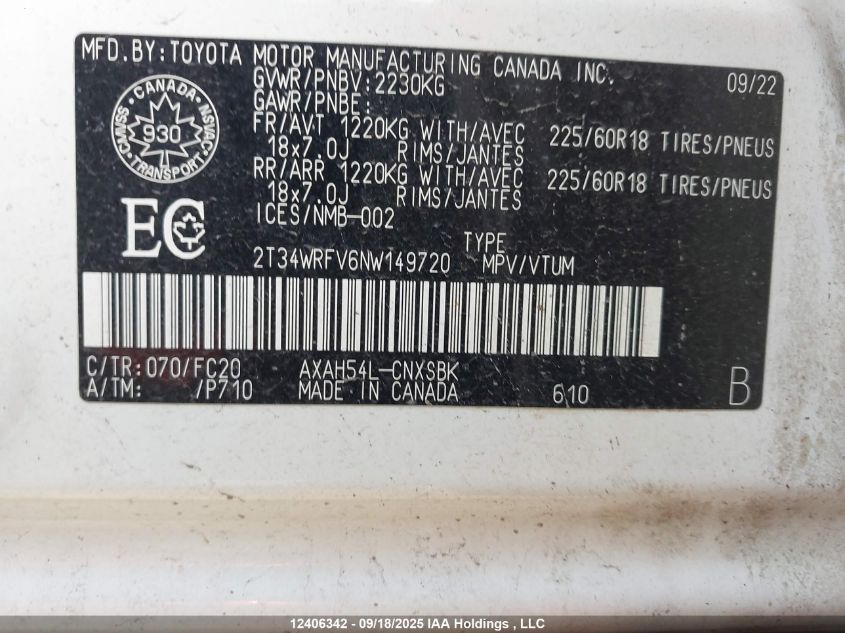 MFD.BY:TOYOTA MOTOR MANUFACTURING CANADA INC.
GVWR/PNBV:2230KG 09/22
GAWR/PNBE:
FR/AVT 1220KG WITH/AVEC 225/60R18 TIRES/PNEUS
18x7.0J RIMS/JANTES
RR/ARR 1220KG WITH/AVEC 225/60R18 TIRES/PNEUS
18x7.0J RIMS/JANTES
ICES/NMB-002
CANADA
CMVSS 930 NSVAC
TRANSPORT
EC
TYPE
2T34WRFV6NW149720 MPV/VTUM
C/TR:070/FC20 AXAH54L-CNXSBK
A/TM: /P710 MADE IN CANADA 610 B
12406342 - 09/18/2025 IAA Holdings , LLC